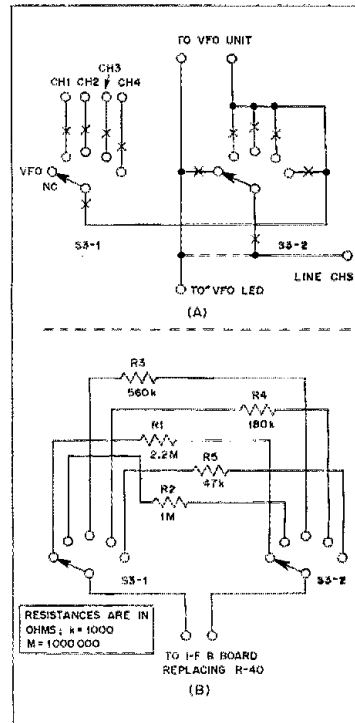 TO VFO UNIT
CH3
CH1 CH2 CH4
VFO
NC
S3-1
S3-2
LINE CHS
TO VFO LED
(A)
R3
560k
R4
180k
R1
2.2M
R5
47k
R2
1M
S3-1
S3-2
RESISTANCES ARE IN
OHMS; k=1000
M=1000000
TO I-F B BOARD
REPLACING R-40
(B)